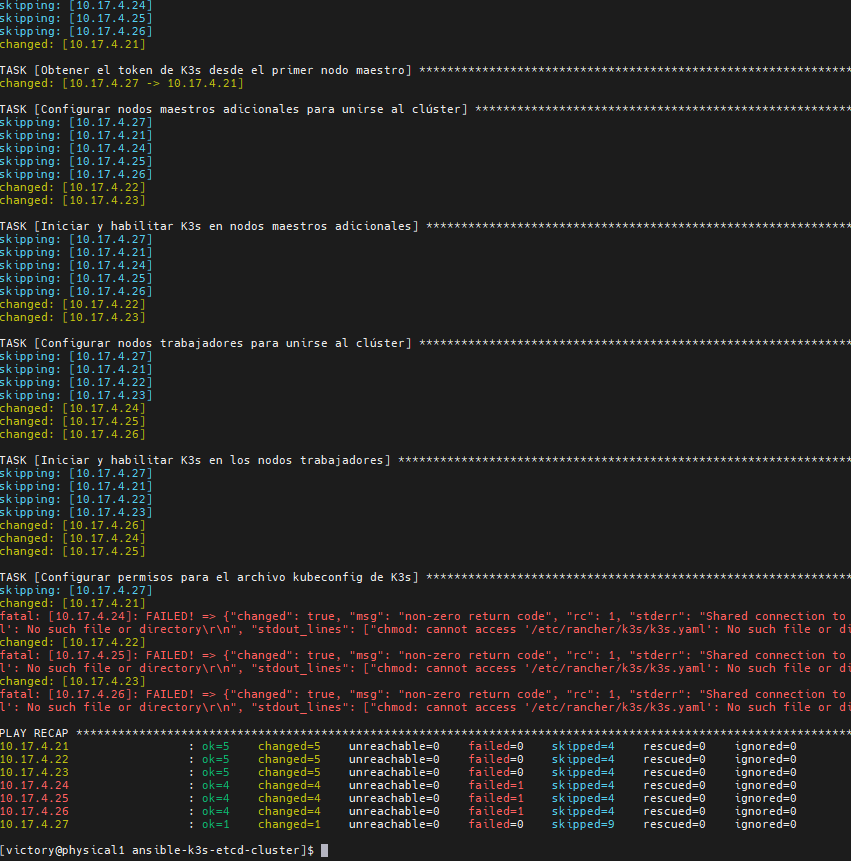 skipping: [10.17.4.24]
skipping: [10.17.4.25]
skipping: [10.17.4.26]
changed: [10.17.4.21]
TASK [Obtener el token de K3s desde el primer nodo maestro] **************************************************************
changed: [10.17.4.27 -> 10.17.4.21]
TASK [Configurar nodos maestros adicionales para unirse al clúster] ******************************************************
skipping: [10.17.4.27]
skipping: [10.17.4.21]
skipping: [10.17.4.24]
skipping: [10.17.4.25]
skipping: [10.17.4.26]
changed: [10.17.4.22]
changed: [10.17.4.23]
TASK [Iniciar y habilitar K3s en nodos maestros adicionales] *************************************************************
skipping: [10.17.4.27]
skipping: [10.17.4.21]
skipping: [10.17.4.24]
skipping: [10.17.4.25]
skipping: [10.17.4.26]
changed: [10.17.4.22]
changed: [10.17.4.23]
TASK [Configurar nodos trabajadores para unirse al clúster] **************************************************************
skipping: [10.17.4.27]
skipping: [10.17.4.21]
skipping: [10.17.4.22]
skipping: [10.17.4.23]
changed: [10.17.4.24]
changed: [10.17.4.25]
changed: [10.17.4.26]
TASK [Iniciar y habilitar K3s en los nodos trabajadores] *****************************************************************
skipping: [10.17.4.27]
skipping: [10.17.4.21]
skipping: [10.17.4.22]
skipping: [10.17.4.23]
changed: [10.17.4.26]
changed: [10.17.4.24]
changed: [10.17.4.25]
TASK [Configurar permisos para el archivo kubeconfig de K3s] *************************************************************
skipping: [10.17.4.27]
changed: [10.17.4.21]
fatal: [10.17.4.24]: FAILED! => {"changed": true, "msg": "non-zero return code", "rc": 1, "stderr": "Shared connection to
l': No such file or directory\r\n", "stdout_lines": ["chmod: cannot access '/etc/rancher/k3s/k3s.yaml': No such file or di
changed: [10.17.4.22]
fatal: [10.17.4.25]: FAILED! => {"changed": true, "msg": "non-zero return code", "rc": 1, "stderr": "Shared connection to
l': No such file or directory\r\n", "stdout_lines": ["chmod: cannot access '/etc/rancher/k3s/k3s.yaml': No such file or di
changed: [10.17.4.23]
fatal: [10.17.4.26]: FAILED! => {"changed": true, "msg": "non-zero return code", "rc": 1, "stderr": "Shared connection to
l': No such file or directory\r\n", "stdout_lines": ["chmod: cannot access '/etc/rancher/k3s/k3s.yaml': No such file or di
PLAY RECAP ***************************************************************************************************************
10.17.4.21 : ok=5 changed=5 unreachable=0 failed=0 skipped=4 rescued=0 ignored=0
10.17.4.22 : ok=5 changed=5 unreachable=0 failed=0 skipped=4 rescued=0 ignored=0
10.17.4.23 : ok=5 changed=5 unreachable=0 failed=0 skipped=4 rescued=0 ignored=0
10.17.4.24 : ok=4 changed=4 unreachable=0 failed=1 skipped=4 rescued=0 ignored=0
10.17.4.25 : ok=4 changed=4 unreachable=0 failed=1 skipped=4 rescued=0 ignored=0
10.17.4.26 : ok=4 changed=4 unreachable=0 failed=1 skipped=4 rescued=0 ignored=0
10.17.4.27 : ok=1 changed=1 unreachable=0 failed=0 skipped=9 rescued=0 ignored=0
[victory@physical1 ansible-k3s-etcd-cluster]$